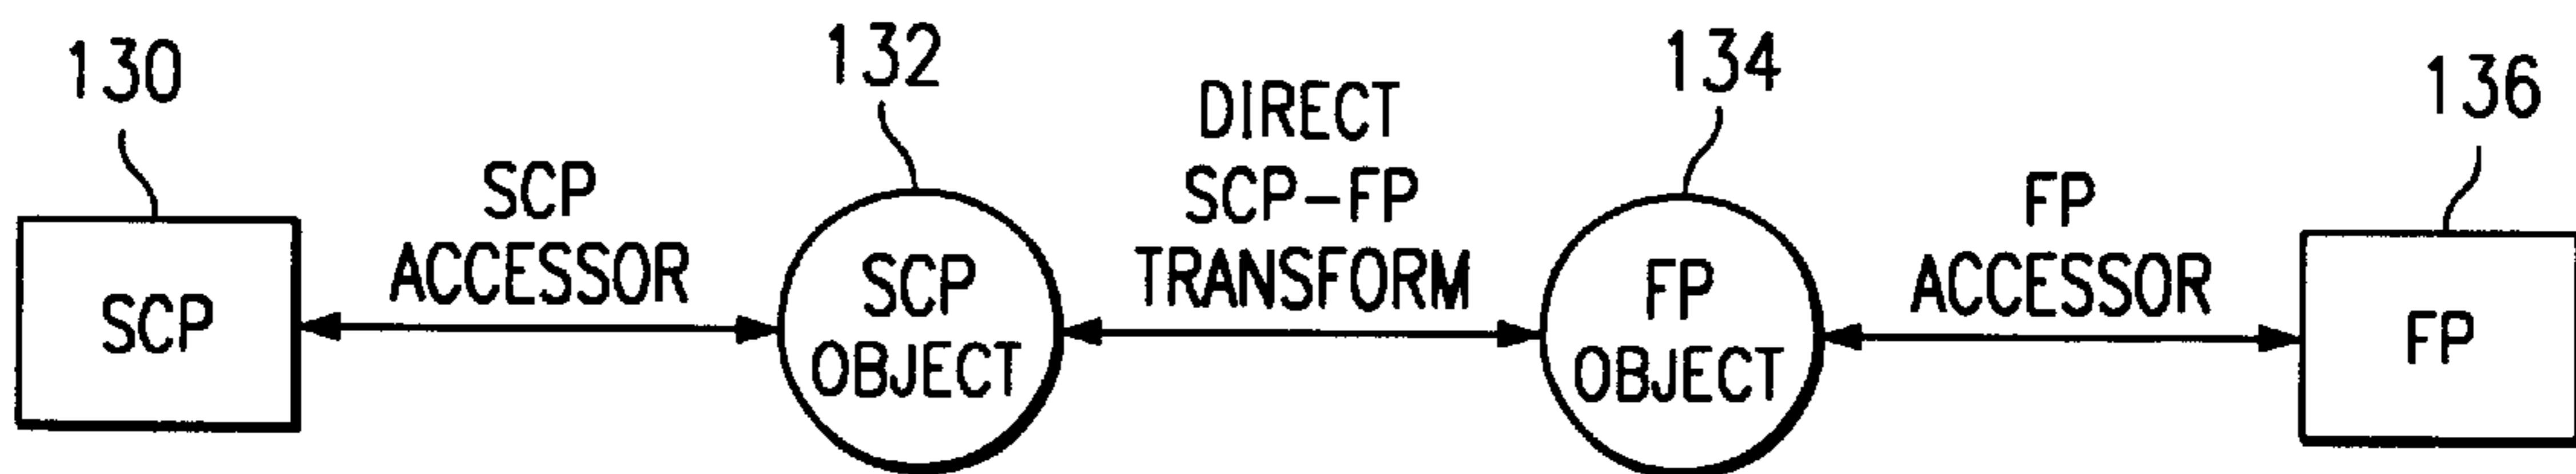 130
132
134
136
SCP
ACCESSOR
DIRECT
SCP-FP
TRANSFORM
FP
ACCESSOR
SCP
SCP
OBJECT
FP
OBJECT
FP